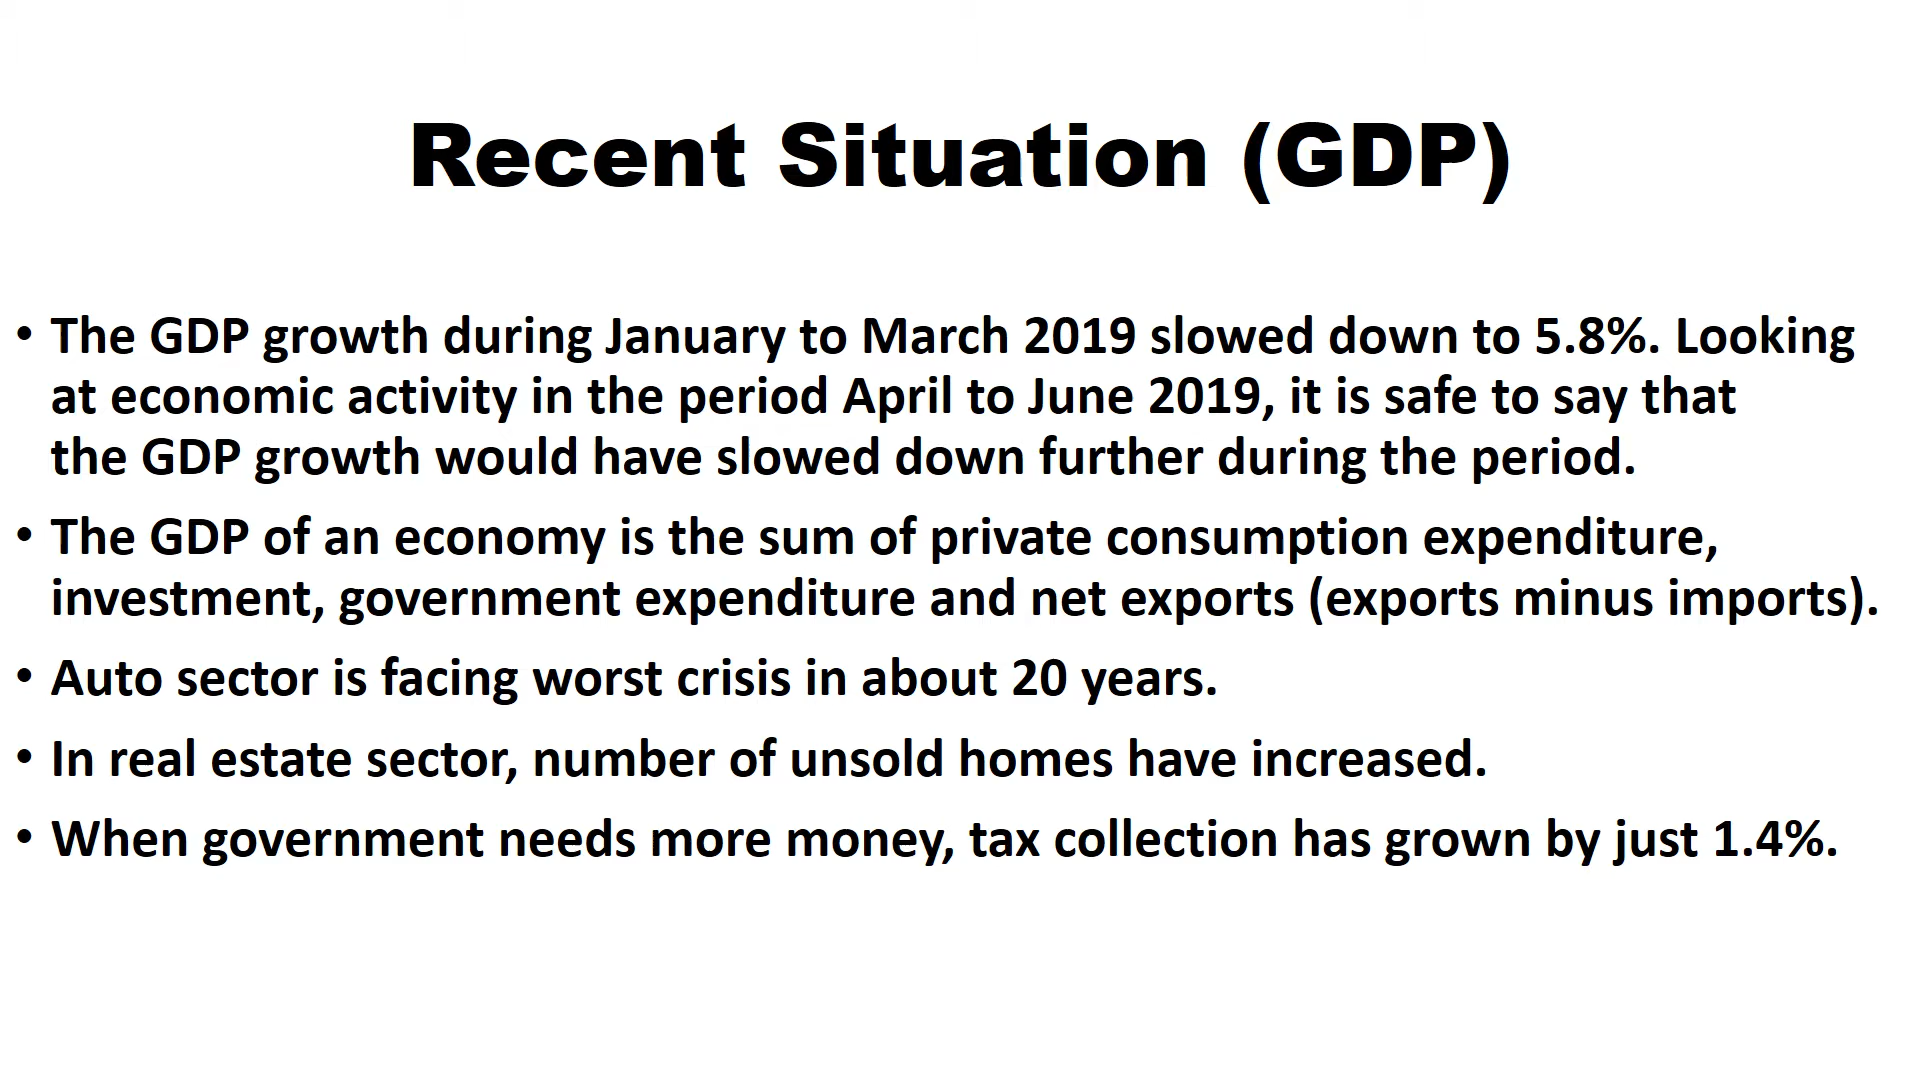 Recent Situation (GDP)
• The GDP growth during January to March 2019 slowed down to 5.8%. Looking
at economic activity in the period April to June 2019, it is safe to say that
the GDP growth would have slowed down further during the period.
• The GDP of an economy is the sum of private consumption expenditure,
investment, government expenditure and net exports (exports minus imports).
• Auto sector is facing worst crisis in about 20 years.
• In real estate sector, number of unsold homes have increased.
• When government needs more money, tax collection has grown by just 1.4%.